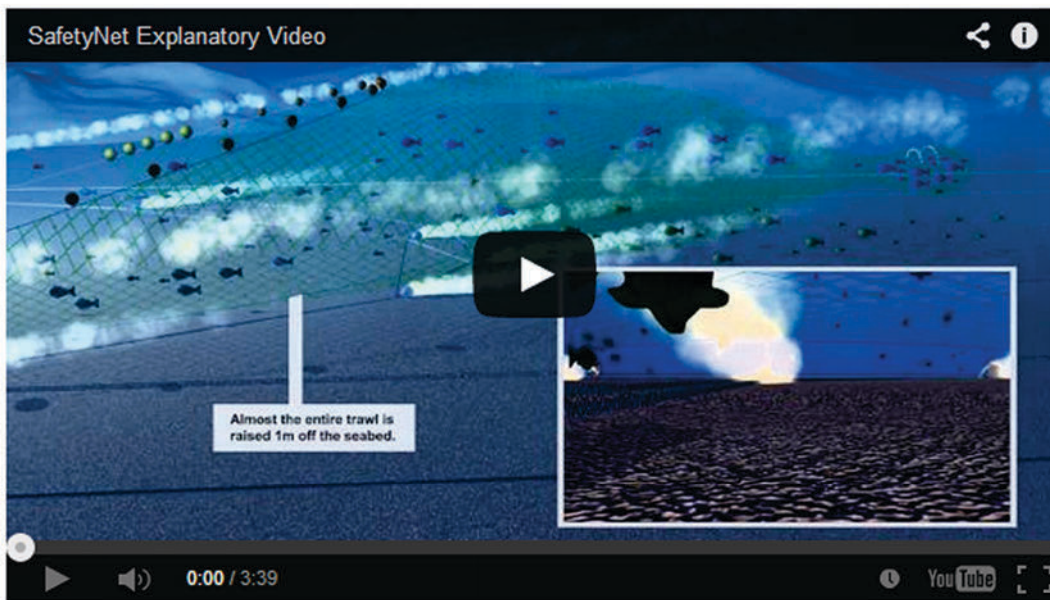 SafetyNet Explanatory Video
Almost the entire trawl is
raised 1m off the seabed.
0:00 / 3:39
YouTube